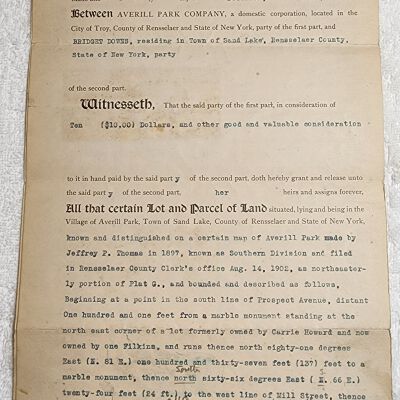 Between AVERILL PARK COMPANY, a domestic corporation, located in the
City of Troy, County of Rensselaer and State of New York, party of the first part, and
BRIDGET DOWNS, residing in Town of Sand Lake, Rensselaer County,
State of New York, party
of the second part.
Witnesseth, That the said party of the first part, in consideration of
Ten ($10.00) Dollars, and other good and valuable consideration
to it in hand paid by the said part y of the second part, doth hereby grant and release unto
the said part y of the second part, her heirs and assigns forever,
All that certain Lot and Parcel of Land situated, lying and being in the
Village of Averill Park, Town of Sand Lake, County of Rensselaer and State of New York,
known and distinguished on a certain map of Averill Park made by
Jeffrey P. Thomas in 1897, known as Southern Division and filed
in Rensselaer County Clerk's office Aug. 14, 1902, as northeaster-
ly portion of Flat G., and bounded and described as follows,
Beginning at a point in the south line of Prospect Avenue, distant
One hundred and one feet from a marble monument standing at the
north east corner of a lot formerly owned by Carrie Howard and now
owned by one Filkins, and runs thence north eighty-one degrees
East (N. 81 E.) one hundred and thirty-seven feet (137) feet to a
South
marble monument, thence north sixty-six degrees East (N. 66 E.)
twenty-four feet (24 ft.) to the west line of Mill Street, thence